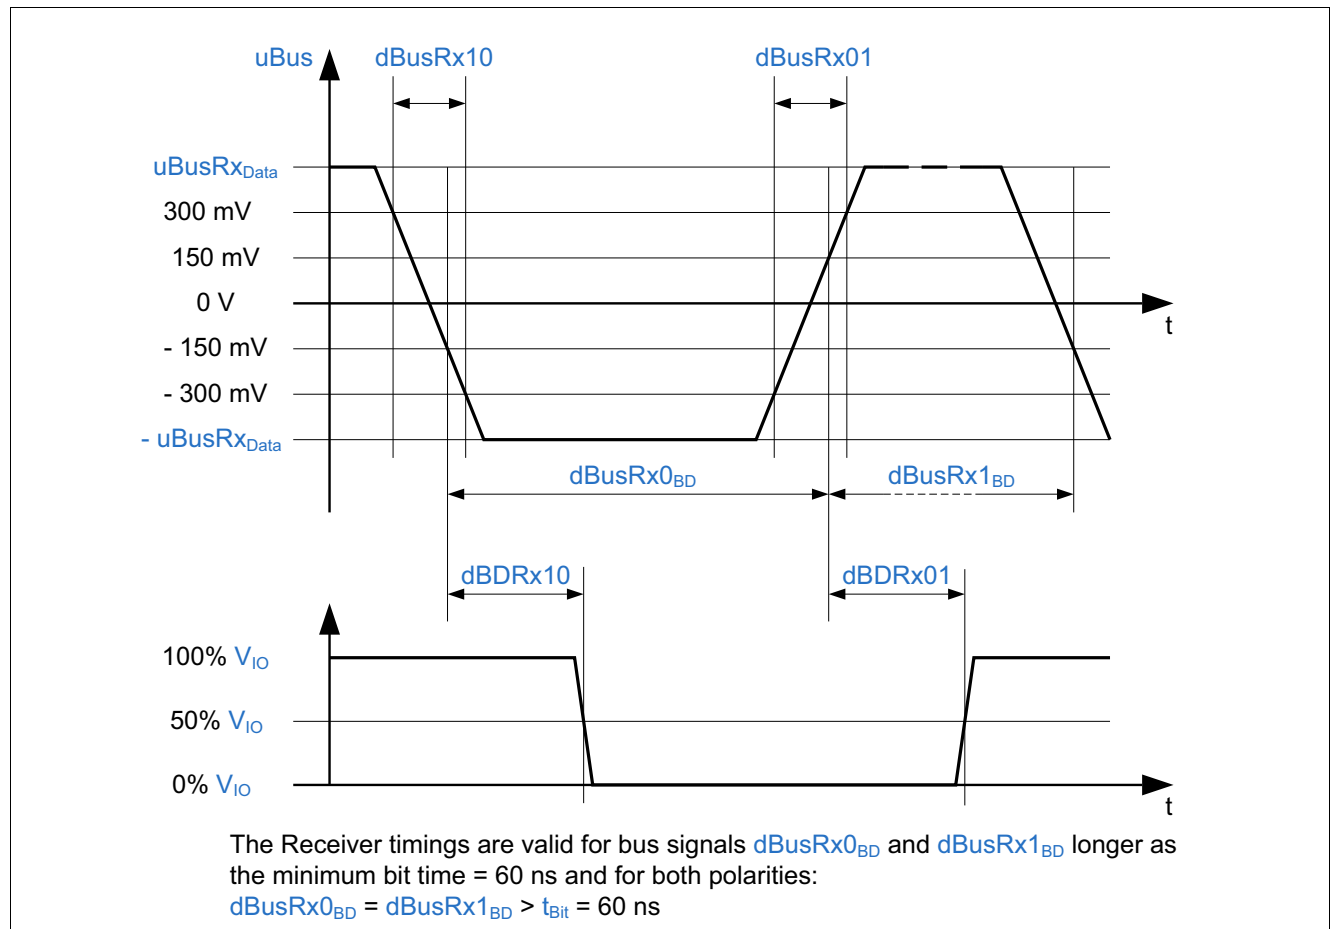 uBus dBusRx10 dBusRx01
uBusRxData
300 mV
150 mV
0 V
t
- 150 mV
- 300 mV
- uBusRxData
dBusRx0BD dBusRx1BD
dBDRx10 dBDRx01
100% VIO
50% VIO
0% VIO
t
The Receiver timings are valid for bus signals dBusRx0BD and dBusRx1BD longer as
the minimum bit time = 60 ns and for both polarities:
dBusRx0BD = dBusRx1BD > tBit = 60 ns